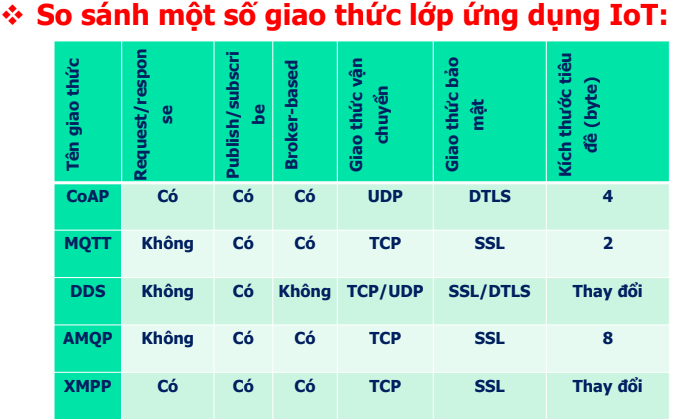 ❖ So sánh một số giao thức lớp ứng dụng IoT:
Tên giao thức
Request/respon
se
Publish/subscri
be
Broker-based
Giao thức vận
chuyển
Giao thức bảo
mật
Kích thước tiêu
đề (byte)
CoAP Có Có Có UDP DTLS 4
MQTT Không Có Có TCP SSL 2
DDS Không Có Không TCP/UDP SSL/DTLS Thay đổi
AMQP Không Có Có TCP SSL 8
XMPP Có Có Có TCP SSL Thay đổi